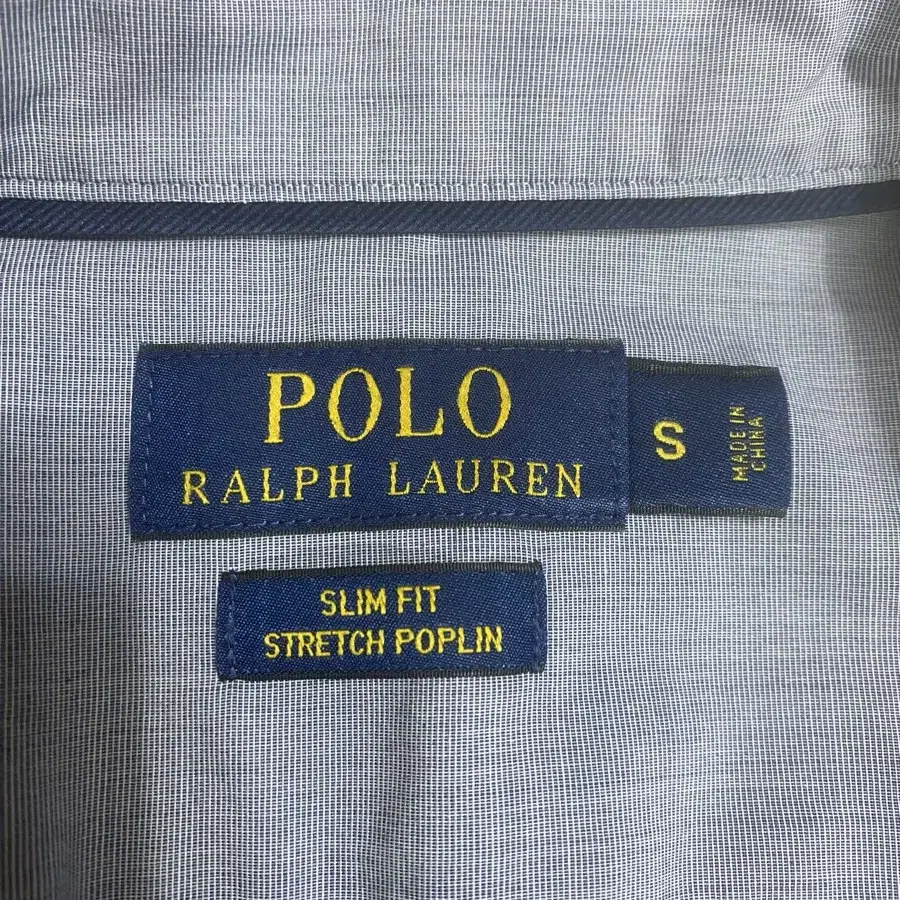 POLO
RALPH LAUREN
S
MADE IN
CHINA
SLIM FIT
STRETCH POPLIN